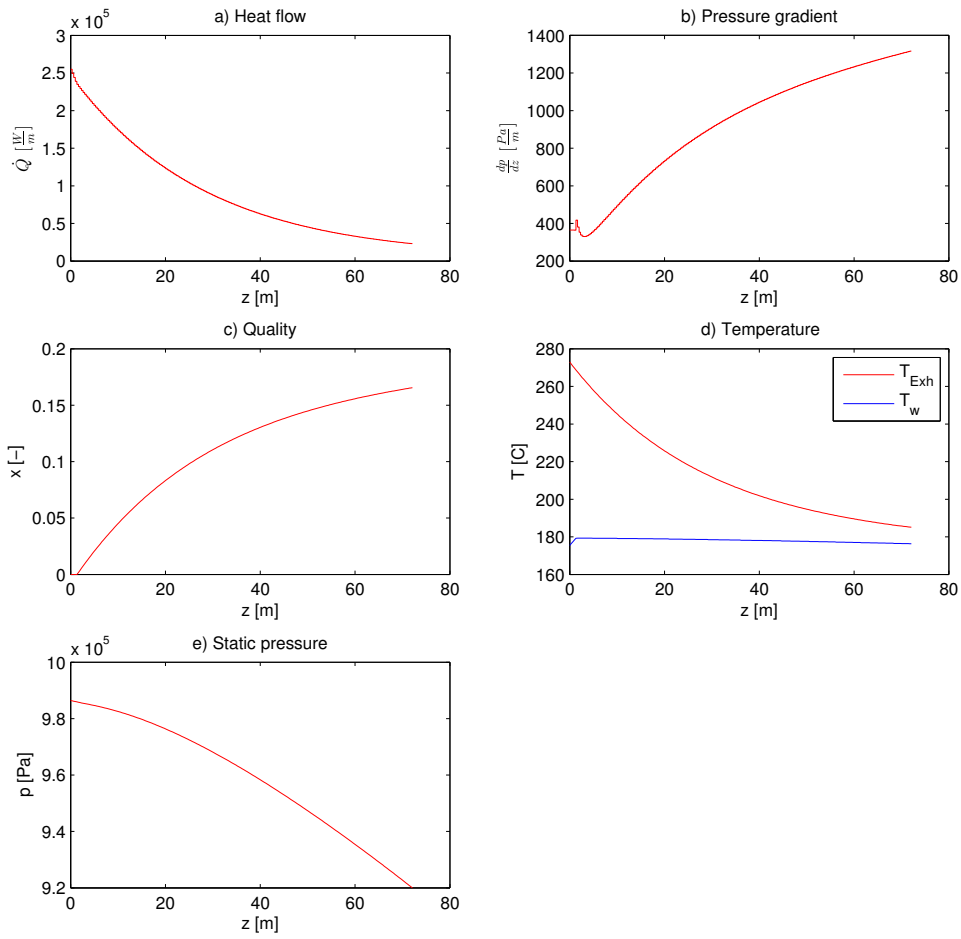 a) Heat flow
x 10^5
3
2.5
2
1.5
1
0.5
0
Q̇ [W/m]
0 20 40 60 80
z [m]
b) Pressure gradient
1400
1200
1000
800
600
400
200
dp/dz [Pa/m]
0 20 40 60 80
z [m]
c) Quality
0.2
0.15
0.1
0.05
0
x [−]
0 20 40 60 80
z [m]
d) Temperature
280
260
240
220
200
180
160
T [C]
T_Exh
T_w
0 20 40 60 80
z [m]
e) Static pressure
x 10^5
10
9.8
9.6
9.4
9.2
p [Pa]
0 20 40 60 80
z [m]